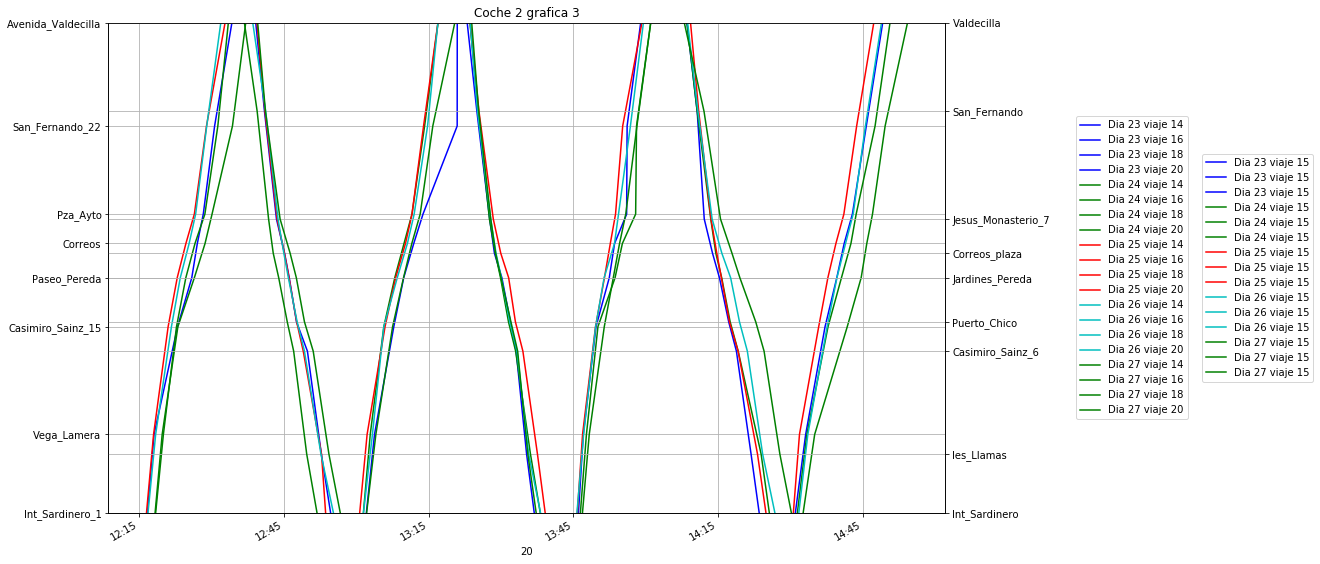 Coche 2 grafica 3
Avenida_Valdecilla
San_Fernando_22
Pza_Ayto
Correos
Paseo_Pereda
Casimiro_Sainz_15
Vega_Lamera
Int_Sardinero_1
Valdecilla
San_Fernando
Jesus_Monasterio_7
Correos_plaza
Jardines_Pereda
Puerto_Chico
Casimiro_Sainz_6
Ies_Llamas
Int_Sardinero
12:15
12:45
13:15
13:45
14:15
14:45
20
Dia 23 viaje 14
Dia 23 viaje 16
Dia 23 viaje 18
Dia 23 viaje 20
Dia 24 viaje 14
Dia 24 viaje 16
Dia 24 viaje 18
Dia 24 viaje 20
Dia 25 viaje 14
Dia 25 viaje 16
Dia 25 viaje 18
Dia 25 viaje 20
Dia 26 viaje 14
Dia 26 viaje 16
Dia 26 viaje 18
Dia 26 viaje 20
Dia 27 viaje 14
Dia 27 viaje 16
Dia 27 viaje 18
Dia 27 viaje 20
Dia 23 viaje 15
Dia 23 viaje 15
Dia 23 viaje 15
Dia 24 viaje 15
Dia 24 viaje 15
Dia 24 viaje 15
Dia 25 viaje 15
Dia 25 viaje 15
Dia 25 viaje 15
Dia 26 viaje 15
Dia 26 viaje 15
Dia 26 viaje 15
Dia 27 viaje 15
Dia 27 viaje 15
Dia 27 viaje 15